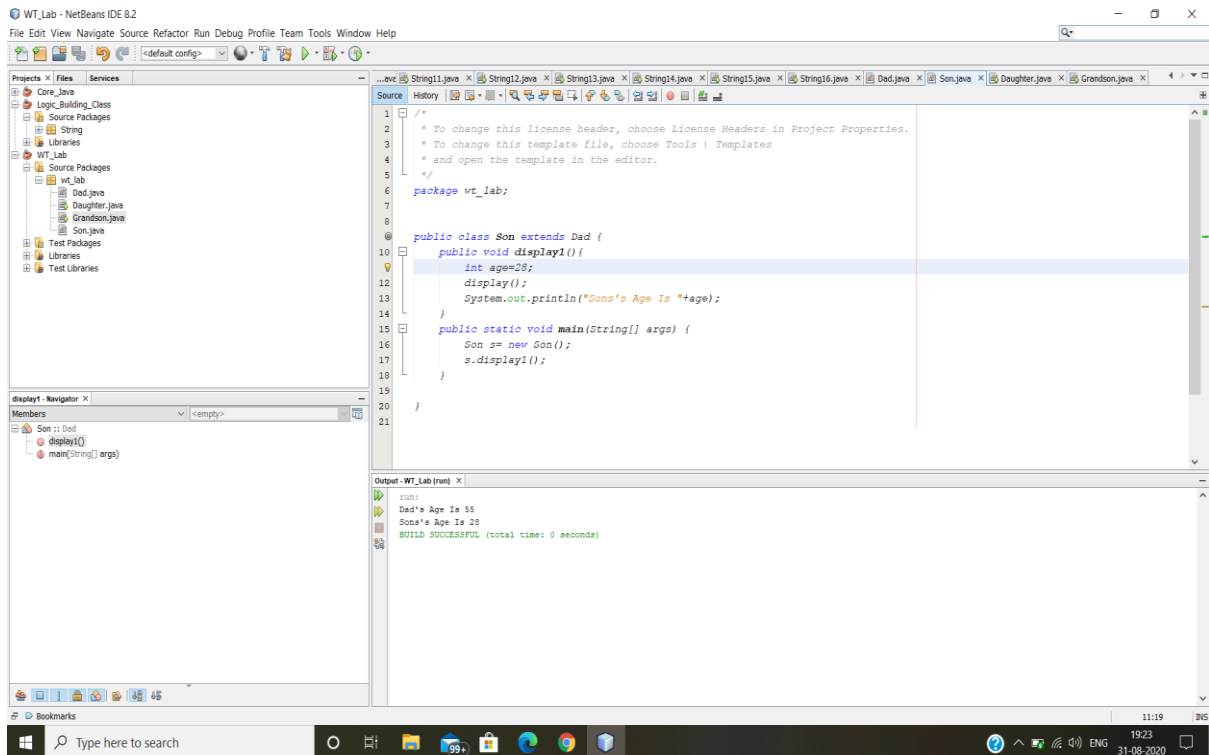 WT_Lab - NetBeans IDE 8.2
File Edit View Navigate Source Refactor Run Debug Profile Team Tools Window Help
<default config>
Projects Files Services
Core_Java
Logic_Building_Class
Source Packages
String
Libraries
WT_Lab
Source Packages
wt_lab
Dad.java
Daughter.java
Grandson.java
Son.java
Test Packages
Libraries
Test Libraries
display1 - Navigator
Members <empty>
Son :: Dad
display1()
main(String[] args)
...ava String11.java String12.java String13.java String14.java String15.java String16.java Dad.java Son.java Daughter.java Grandson.java
Source History
1 /*
2 * To change this license header, choose License Headers in Project Properties.
3 * To change this template file, choose Tools | Templates
4 * and open the template in the editor.
5 */
6 package wt_lab;
7
8
public class Son extends Dad {
10 public void display1(){
int age=28;
12 display();
13 System.out.println("Sons's Age Is "+age);
14 }
15 public static void main(String[] args) {
16 Son s= new Son();
17 s.display1();
18 }
19
20 }
21
Output - WT_Lab (run)
run:
Dad's Age Is 55
Sons's Age Is 28
BUILD SUCCESSFUL (total time: 0 seconds)
Bookmarks
11:19 INS
Type here to search
99+
ENG
19:23
31-08-2020